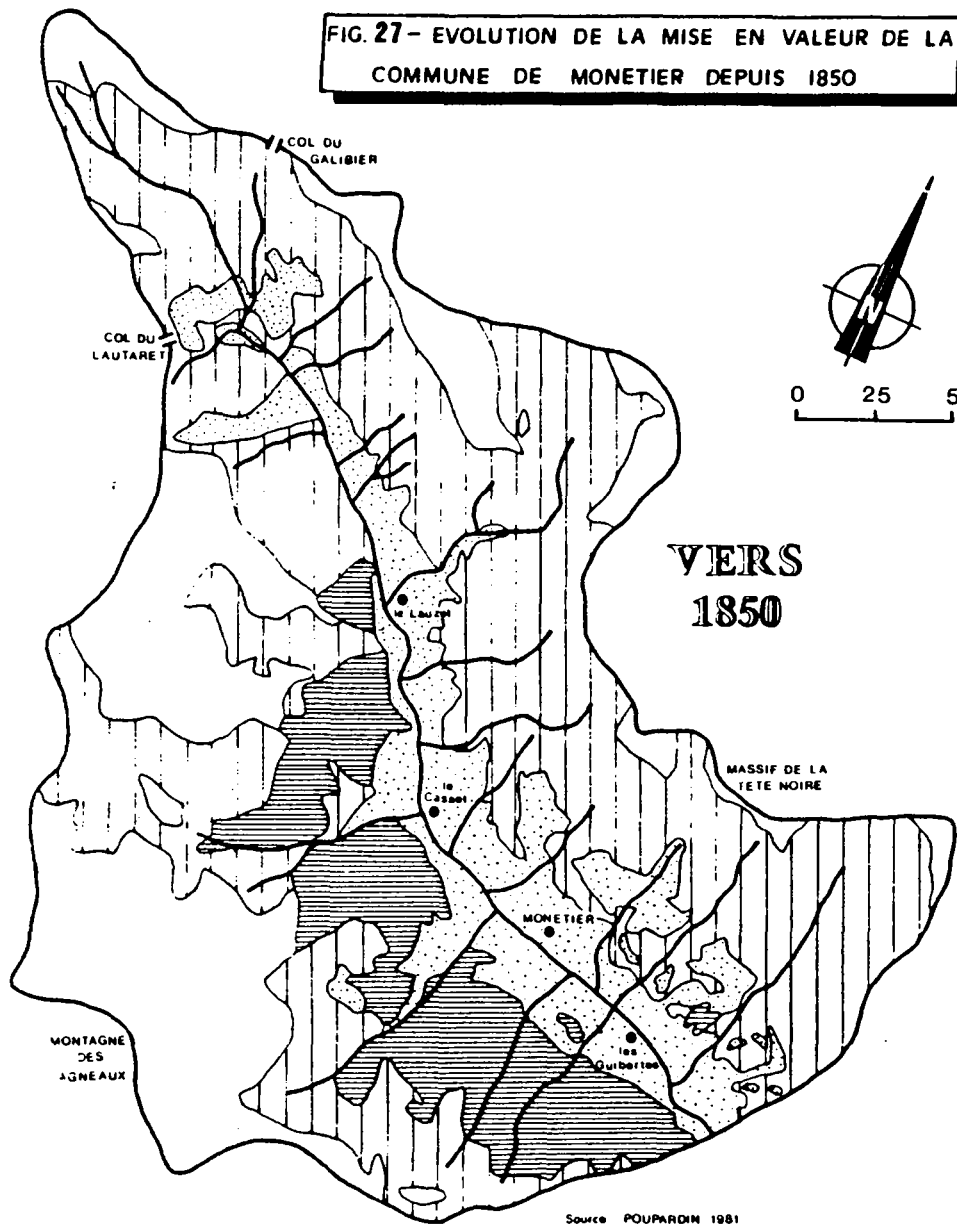 FIG. 27 - EVOLUTION DE LA MISE EN VALEUR DE LA
COMMUNE DE MONETIER DEPUIS 1850
COL DU
GALIBIER
COL DU
LAUTARET
N
0 25 5
VERS
1850
le Lauzet
MASSIF DE LA
TETE NOIRE
le
Casset
MONETIER
les
Guibertes
MONTAGNE
DES
AGNEAUX
Source POUPARDIN 1981